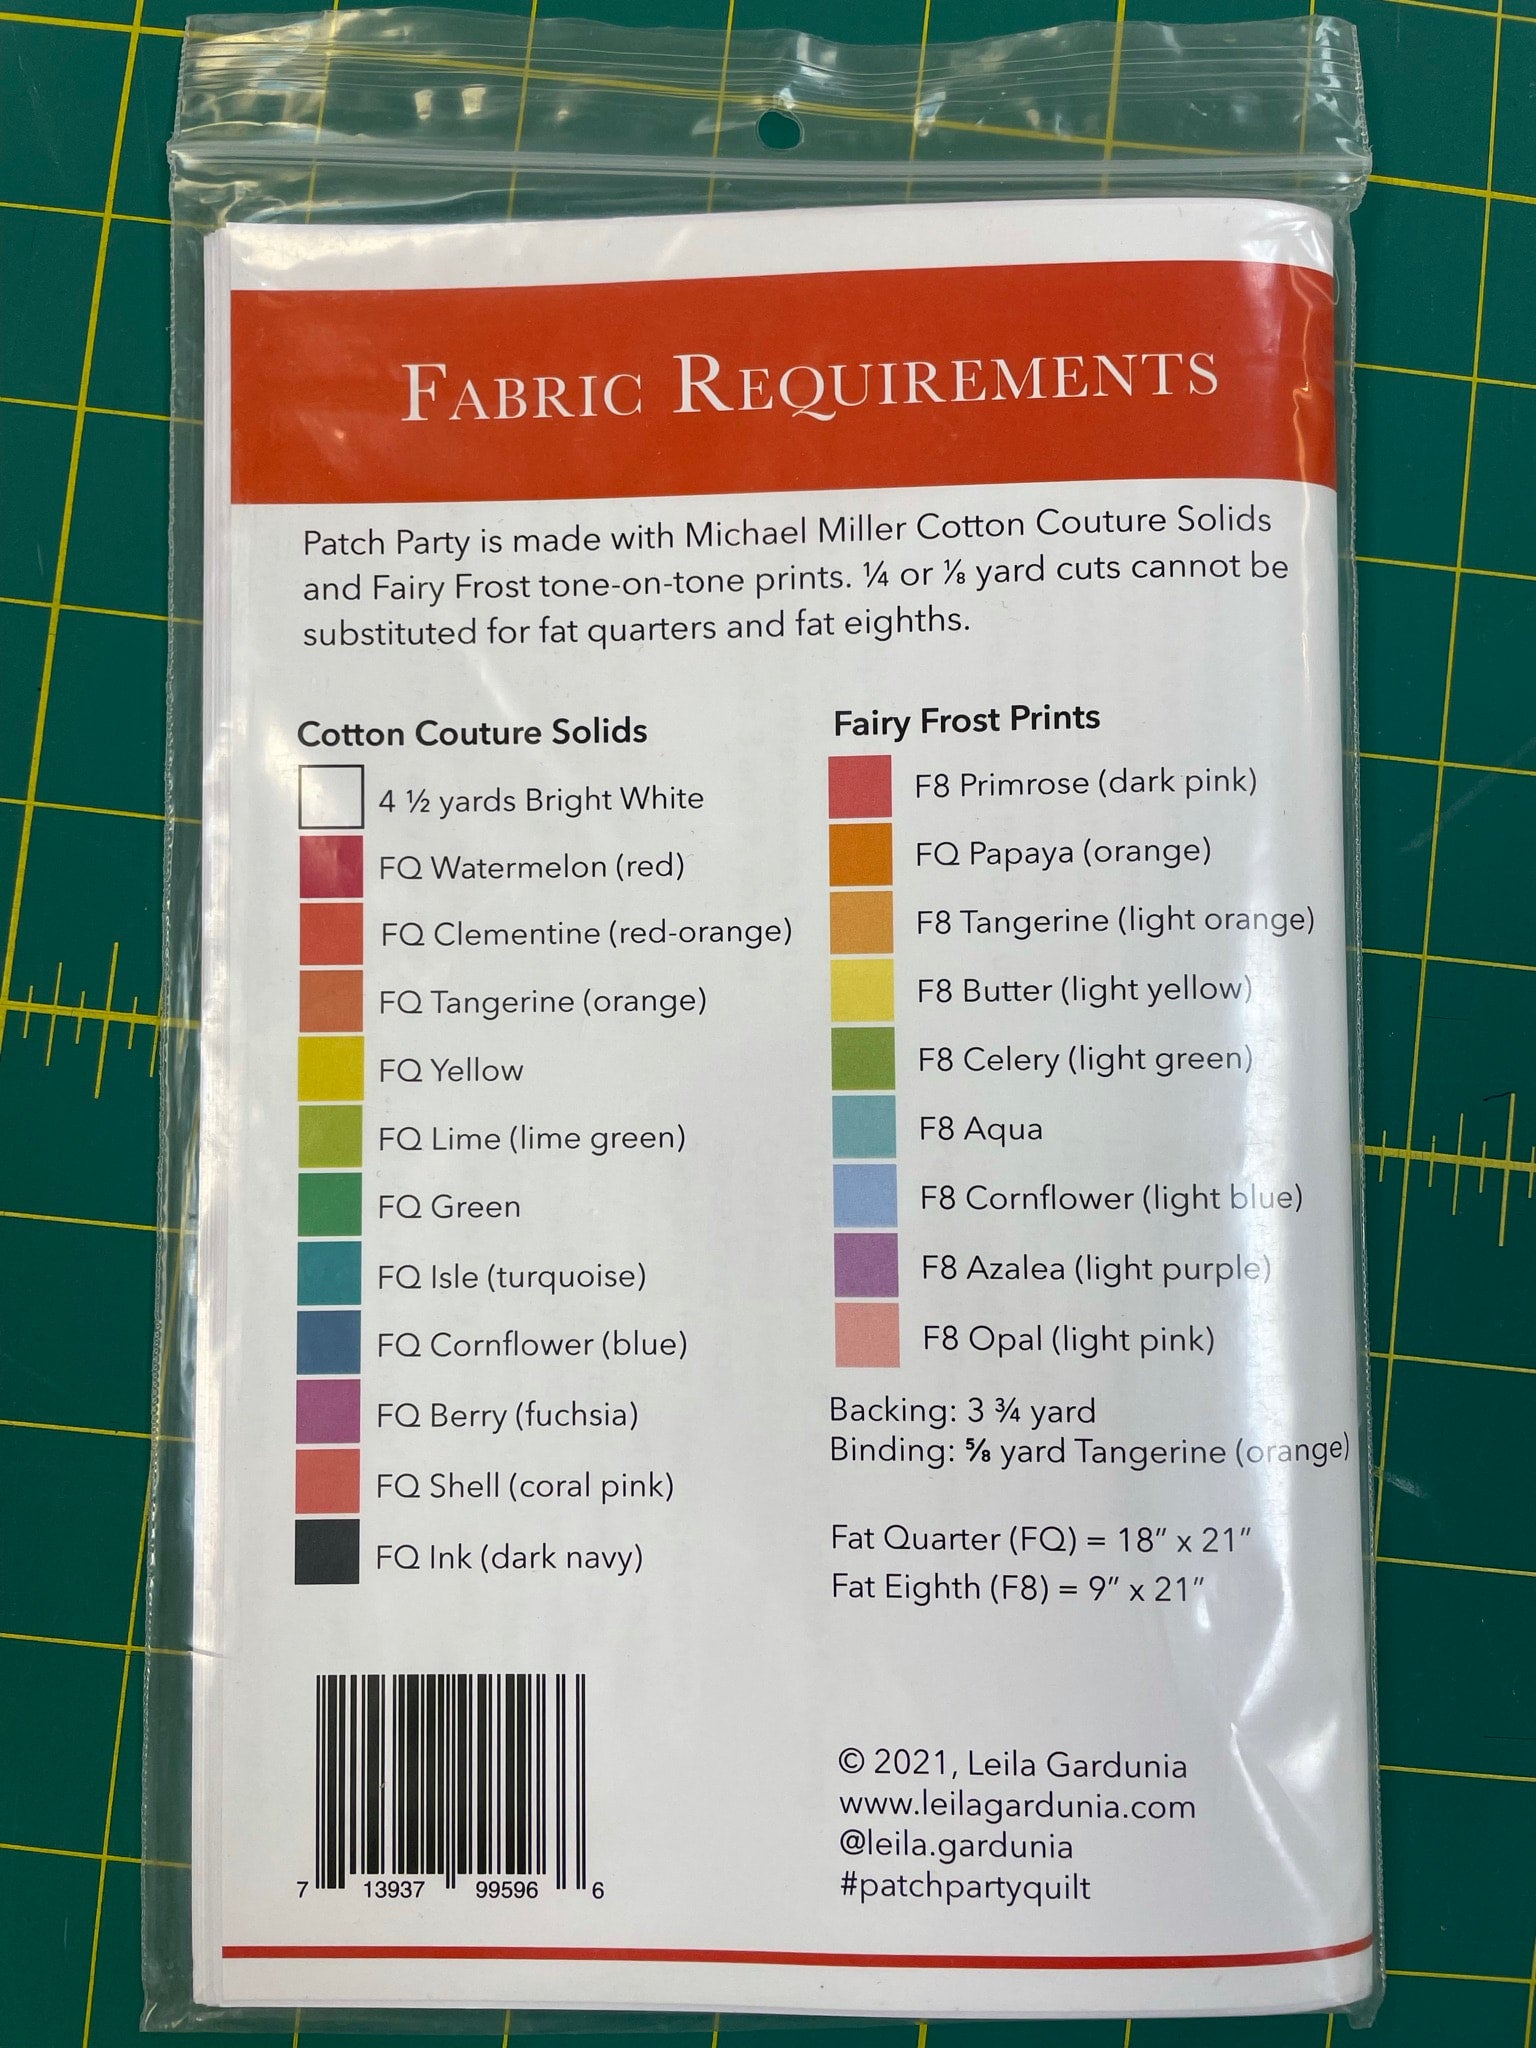 FABRIC REQUIREMENTS
Patch Party is made with Michael Miller Cotton Couture Solids
and Fairy Frost tone-on-tone prints. ¼ or ⅛ yard cuts cannot be
substituted for fat quarters and fat eighths.
Cotton Couture Solids
4 ½ yards Bright White
FQ Watermelon (red)
FQ Clementine (red-orange)
FQ Tangerine (orange)
FQ Yellow
FQ Lime (lime green)
FQ Green
FQ Isle (turquoise)
FQ Cornflower (blue)
FQ Berry (fuchsia)
FQ Shell (coral pink)
FQ Ink (dark navy)
Fairy Frost Prints
F8 Primrose (dark pink)
FQ Papaya (orange)
F8 Tangerine (light orange)
F8 Butter (light yellow)
F8 Celery (light green)
F8 Aqua
F8 Cornflower (light blue)
F8 Azalea (light purple)
F8 Opal (light pink)
Backing: 3 ¾ yard
Binding: ⅝ yard Tangerine (orange)
Fat Quarter (FQ) = 18” x 21”
Fat Eighth (F8) = 9” x 21”
7 13937 99596 6
© 2021, Leila Gardunia
www.leilagardunia.com
@leila.gardunia
#patchpartyquilt